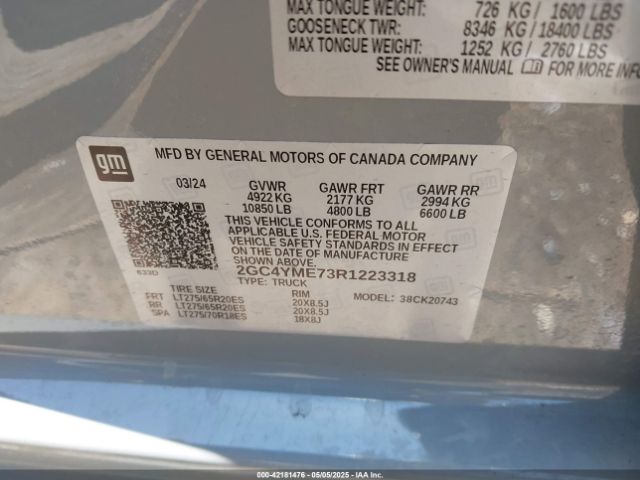 MAX TONGUE WEIGHT: 726 KG/ 1600 LBS
GOOSENECK TWR: 8346 KG/18400 LBS
MAX TONGUE WEIGHT: 1252 KG/ 2760 LBS
SEE OWNER'S MANUAL FOR MORE INFO
gm
MFD BY GENERAL MOTORS OF CANADA COMPANY
03/24 GVWR GAWR FRT GAWR RR
4922 KG 2177 KG 2994 KG
10850 LB 4800 LB 6600 LB
THIS VEHICLE CONFORMS TO ALL
APPLICABLE U.S. FEDERAL MOTOR
VEHICLE SAFETY STANDARDS IN EFFECT
ON THE DATE OF MANUFACTURE
SHOWN ABOVE.
633D 2GC4YME73R1223318
TYPE: TRUCK
TIRE SIZE RIM MODEL: 38CK20743
FRT LT275/65R20ES 20X8.5J
RR LT275/65R20ES 20X8.5J
SPA LT275/70R18ES 18X8J
000-42181476 - 05/05/2025 - IAAI.COM